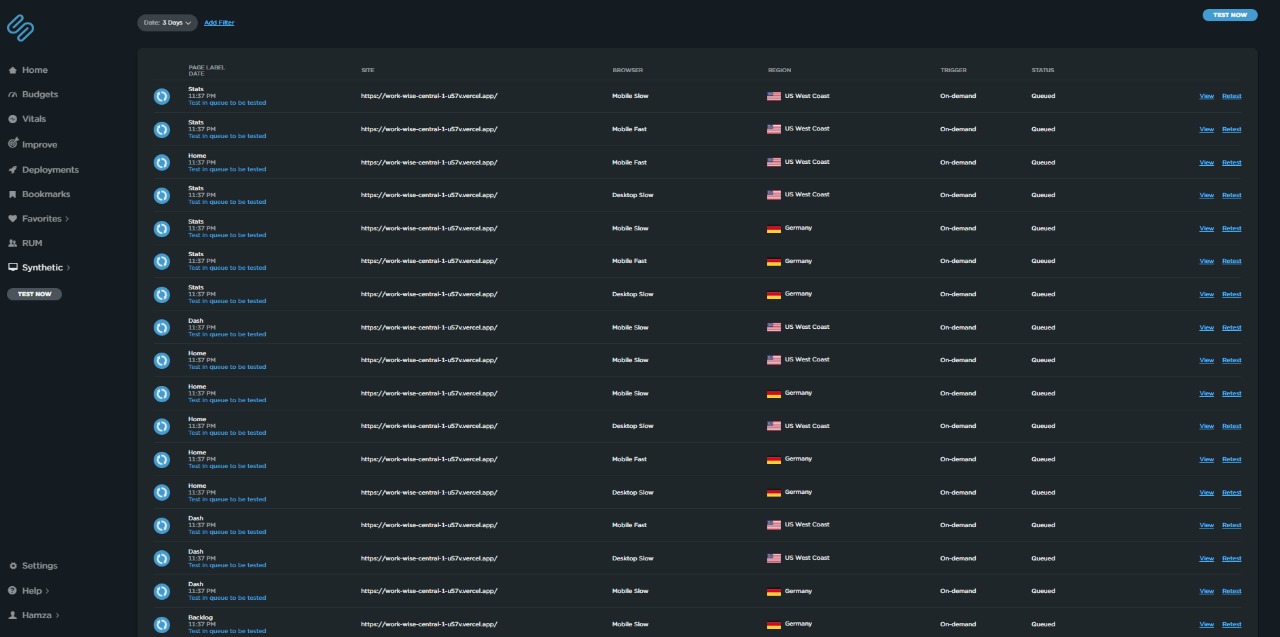 Date: 3 Days
Add Filter
TEST NOW
Home
Budgets
Vitals
Improve
Deployments
Bookmarks
Favorites
RUM
Synthetic
TEST NOW
Settings
Help
Hamza
PAGE LABEL
DATE
SITE BROWSER REGION TRIGGER STATUS
Stats
11:37 PM
Test in queue to be tested
https://work-wise-central-1-u57v.vercel.app/ Mobile Slow US West Coast On-demand Queued View Retest
Stats
11:37 PM
Test in queue to be tested
https://work-wise-central-1-u57v.vercel.app/ Mobile Fast US West Coast On-demand Queued View Retest
Home
11:37 PM
Test in queue to be tested
https://work-wise-central-1-u57v.vercel.app/ Mobile Fast US West Coast On-demand Queued View Retest
Stats
11:37 PM
Test in queue to be tested
https://work-wise-central-1-u57v.vercel.app/ Desktop Slow US West Coast On-demand Queued View Retest
Stats
11:37 PM
Test in queue to be tested
https://work-wise-central-1-u57v.vercel.app/ Mobile Slow Germany On-demand Queued View Retest
Stats
11:37 PM
Test in queue to be tested
https://work-wise-central-1-u57v.vercel.app/ Mobile Fast Germany On-demand Queued View Retest
Stats
11:37 PM
Test in queue to be tested
https://work-wise-central-1-u57v.vercel.app/ Desktop Slow Germany On-demand Queued View Retest
Dash
11:37 PM
Test in queue to be tested
https://work-wise-central-1-u57v.vercel.app/ Mobile Slow US West Coast On-demand Queued View Retest
Home
11:37 PM
Test in queue to be tested
https://work-wise-central-1-u57v.vercel.app/ Mobile Slow US West Coast On-demand Queued View Retest
Home
11:37 PM
Test in queue to be tested
https://work-wise-central-1-u57v.vercel.app/ Mobile Slow Germany On-demand Queued View Retest
Home
11:37 PM
Test in queue to be tested
https://work-wise-central-1-u57v.vercel.app/ Desktop Slow US West Coast On-demand Queued View Retest
Home
11:37 PM
Test in queue to be tested
https://work-wise-central-1-u57v.vercel.app/ Mobile Fast Germany On-demand Queued View Retest
Home
11:37 PM
Test in queue to be tested
https://work-wise-central-1-u57v.vercel.app/ Desktop Slow Germany On-demand Queued View Retest
Dash
11:37 PM
Test in queue to be tested
https://work-wise-central-1-u57v.vercel.app/ Mobile Fast US West Coast On-demand Queued View Retest
Dash
11:37 PM
Test in queue to be tested
https://work-wise-central-1-u57v.vercel.app/ Desktop Slow US West Coast On-demand Queued View Retest
Dash
11:37 PM
Test in queue to be tested
https://work-wise-central-1-u57v.vercel.app/ Mobile Slow Germany On-demand Queued View Retest
Backlog
11:37 PM
Test in queue to be tested
https://work-wise-central-1-u57v.vercel.app/ Mobile Slow Germany On-demand Queued View Retest